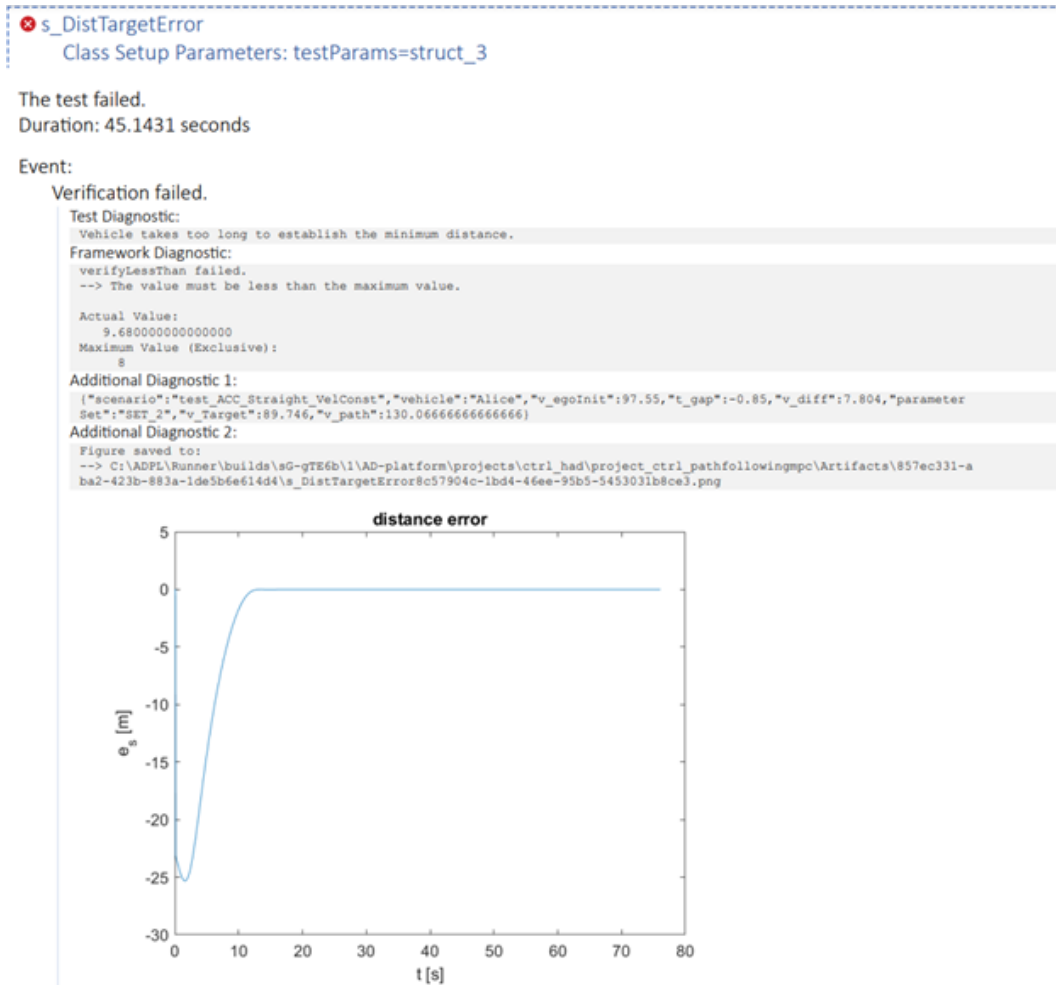 s_DistTargetError
Class Setup Parameters: testParams=struct_3
The test failed.
Duration: 45.1431 seconds
Event:
Verification failed.
Test Diagnostic:
Vehicle takes too long to establish the minimum distance.
Framework Diagnostic:
verifyLessThan failed.
--> The value must be less than the maximum value.
Actual Value:
9.680000000000000
Maximum Value (Exclusive):
8
Additional Diagnostic 1:
{"scenario":"test_ACC_Straight_VelConst","vehicle":"Alice","v_egoInit":97.55,"t_gap":-0.85,"v_diff":7.804,"parameter
Set":"SET_2","v_Target":89.746,"v_path":130.06666666666666}
Additional Diagnostic 2:
Figure saved to:
--> C:\ADPL\Runner\builds\sG-gTE6b\1\AD-platform\projects\ctrl_had\project_ctrl_pathfollowingmpc\Artifacts\857ec331-a
ba2-423b-883a-1de5b6e614d4\s_DistTargetError8c57904c-1bd4-46ee-95b5-5453031b8ce3.png
distance error
5
0
-5
-10
-15
-20
-25
-30
e_s [m]
0 10 20 30 40 50 60 70 80
t [s]